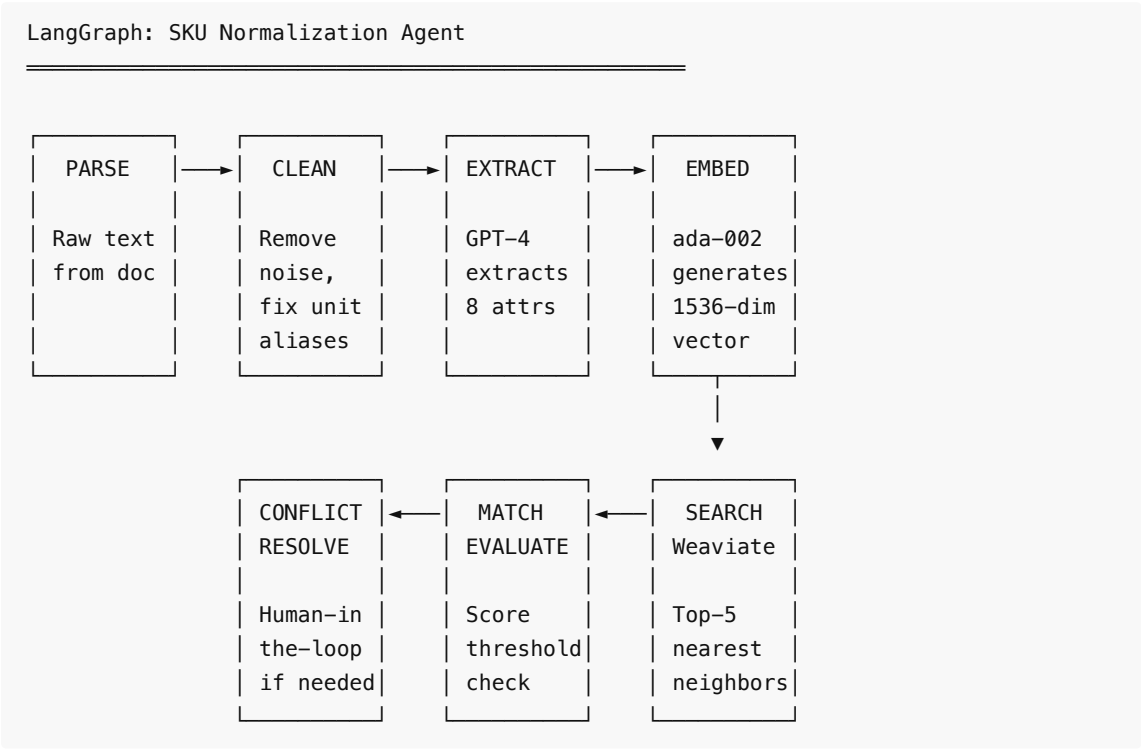 LangGraph: SKU Normalization Agent
PARSE
Raw text
from doc
CLEAN
Remove
noise,
fix unit
aliases
EXTRACT
GPT-4
extracts
8 attrs
EMBED
ada-002
generates
1536-dim
vector
SEARCH
Weaviate
Top-5
nearest
neighbors
MATCH
EVALUATE
Score
threshold
check
CONFLICT
RESOLVE
Human-in
the-loop
if needed